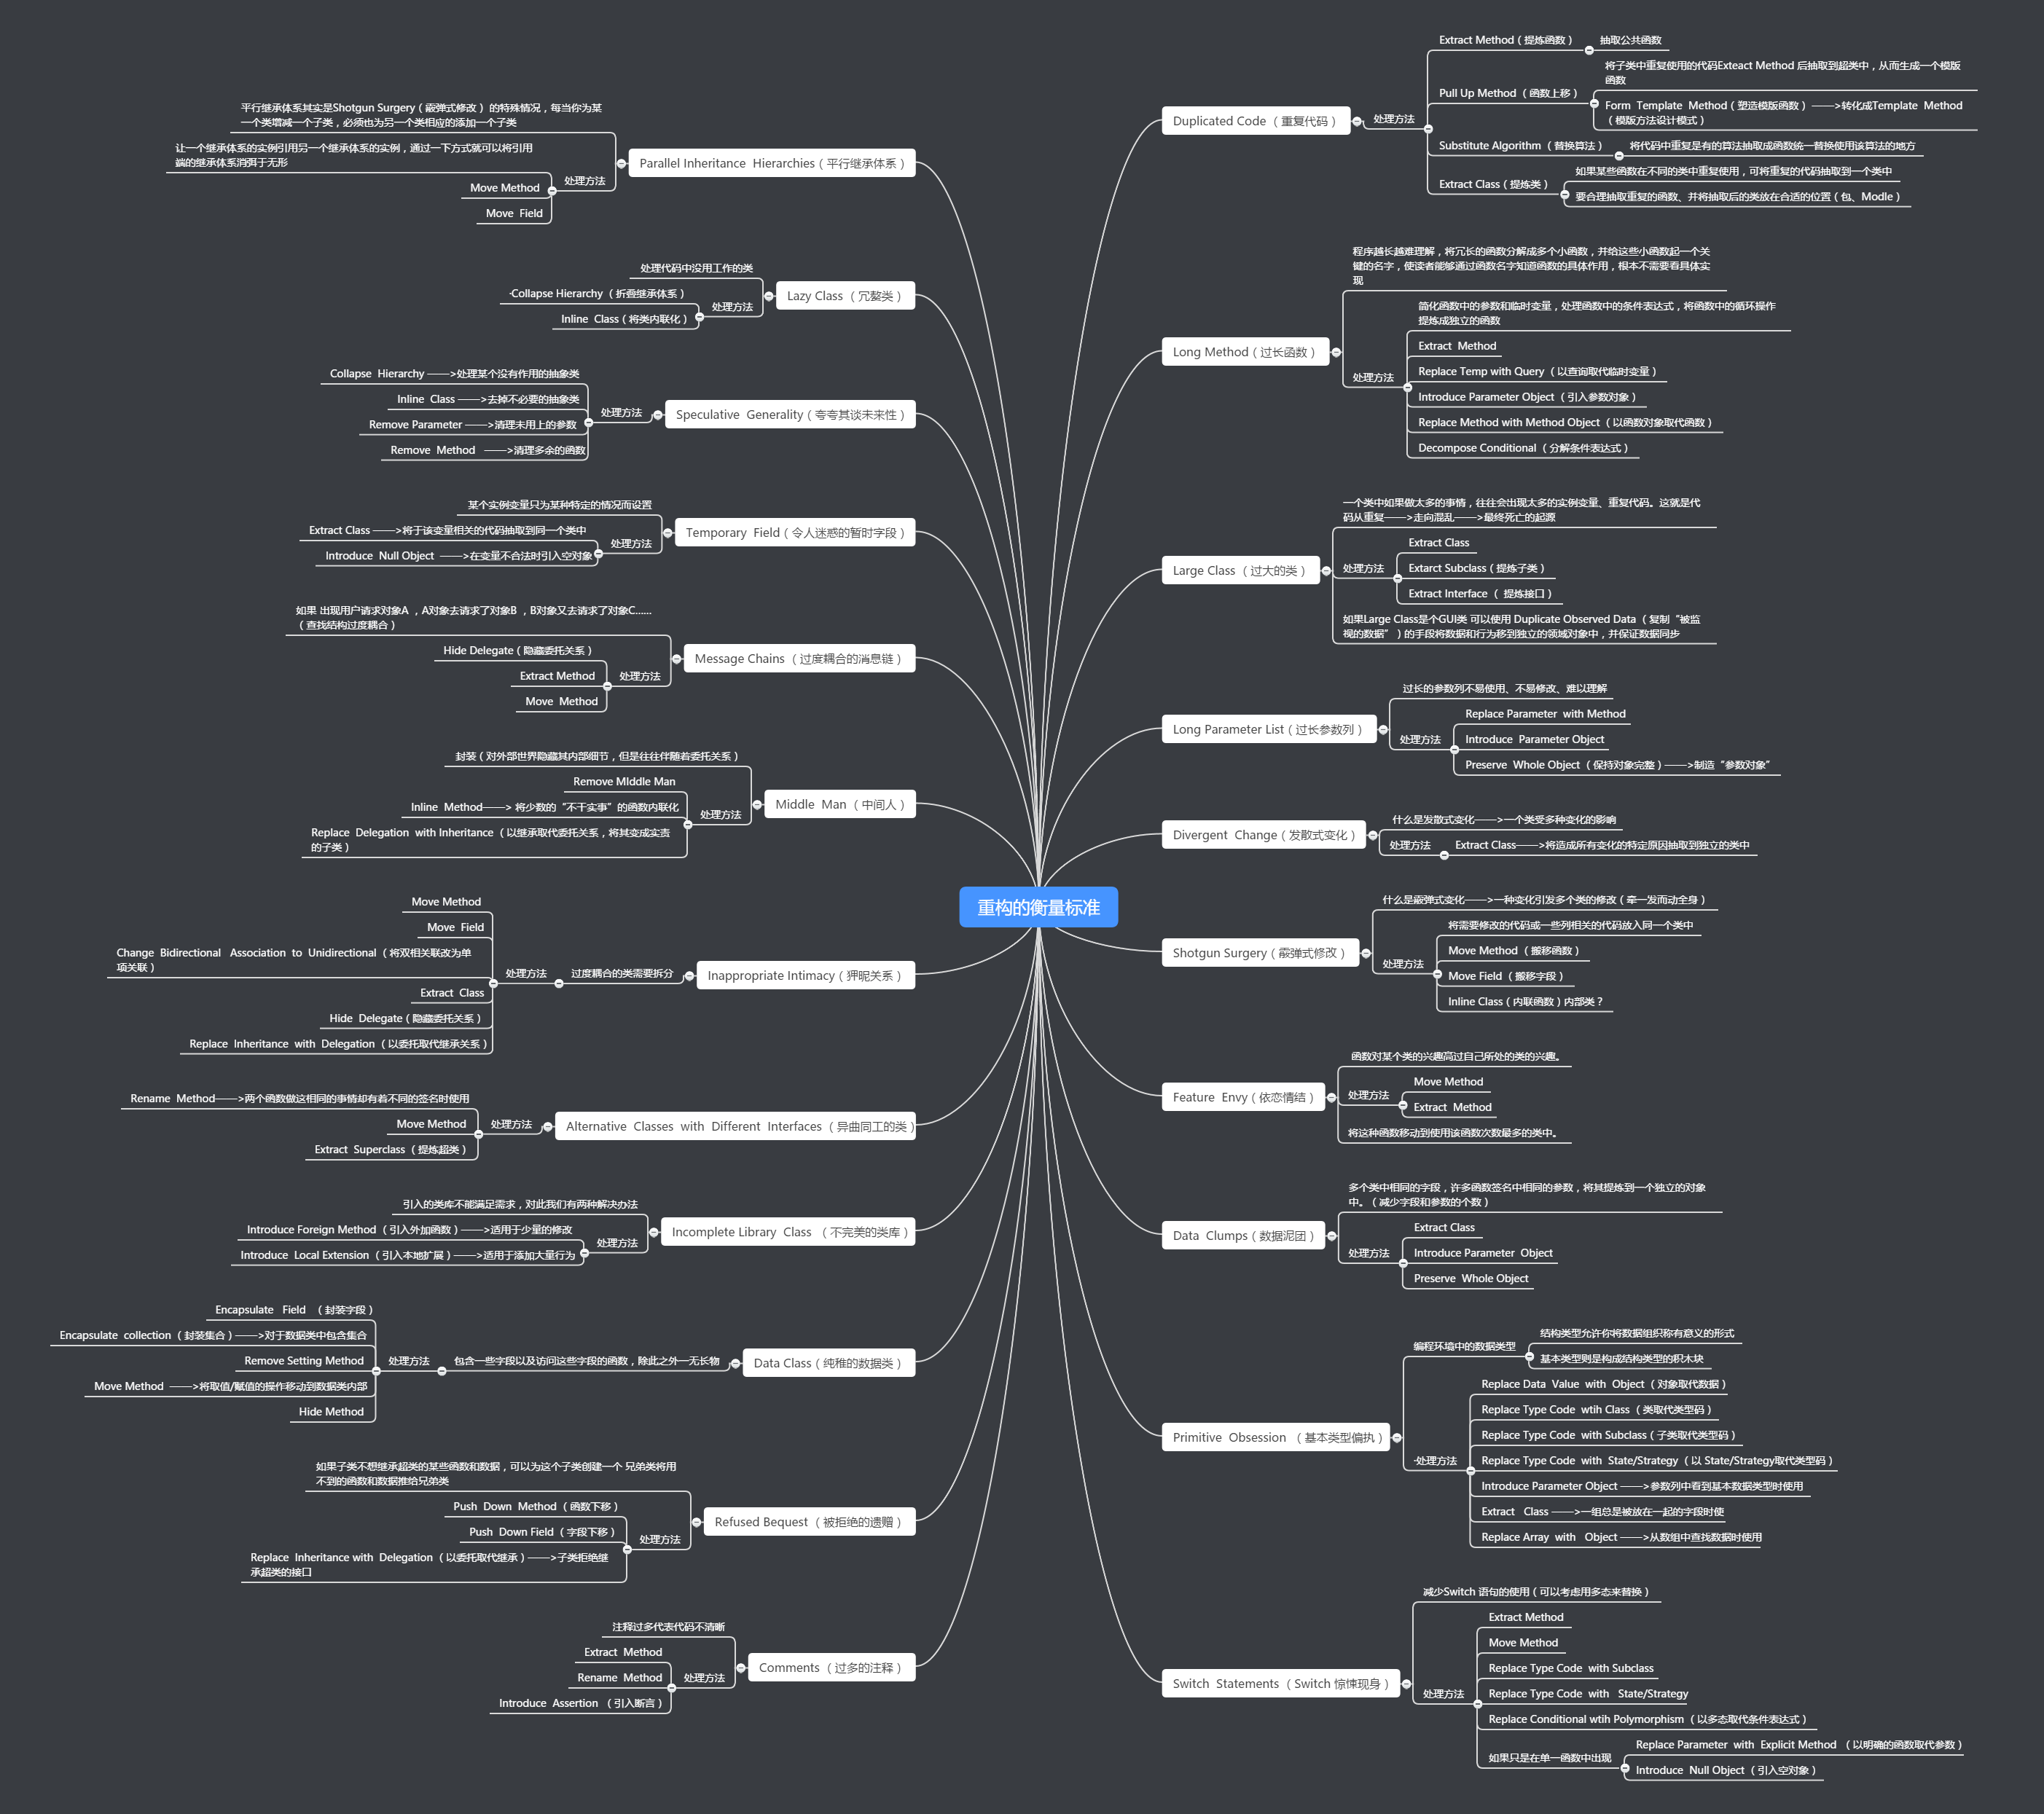 重构的衡量标准
Duplicated Code（重复代码）
处理方法
Extract Method（提炼函数）
抽取公共函数
Pull Up Method （函数上移）
将子类中重复使用的代码Exteact Method 后抽取到超类中，从而生成一个模版
函数
Form Template Method（塑造模版函数） ——>转化成Template Method
（模版方法设计模式）
Substitute Algorithm （替换算法）
将代码中重复是有的算法抽取成函数统一替换使用该算法的地方
Extract Class（提炼类）
如果某些函数在不同的类中重复使用，可将重复的代码抽取到一个类中
要合理抽取重复的函数、并将抽取后的类放在合适的位置（包、Modle）
Long Method（过长函数）
程序越长越难理解，将冗长的函数分解成多个小函数，并给这些小函数起一个关
键的名字，使读者能够通过函数名字知道函数的具体作用，根本不需要看具体实
现
处理方法
简化函数中的参数和临时变量，处理函数中的条件表达式，将函数中的循环操作
提炼成独立的函数
Extract Method
Replace Temp with Query （以查询取代临时变量）
Introduce Parameter Object （引入参数对象）
Replace Method with Method Object （以函数对象取代函数）
Decompose Conditional （分解条件表达式）
Large Class （过大的类）
一个类中如果做太多的事情，往往会出现太多的实例变量、重复代码。这就是代
码从重复——>走向混乱——>最终死亡的起源
处理方法
Extract Class
Extarct Subclass（提炼子类）
Extract Interface （ 提炼接口）
如果Large Class是个GUI类 可以使用 Duplicate Observed Data （复制“被监
视的数据” ）的手段将数据和行为移到独立的领域对象中，并保证数据同步
Long Parameter List（过长参数列）
过长的参数列不易使用、不易修改、难以理解
处理方法
Replace Parameter with Method
Introduce Parameter Object
Preserve Whole Object （保持对象完整）——>制造“参数对象”
Divergent Change（发散式变化）
什么是发散式变化——>一个类受多种变化的影响
处理方法
Extract Class——>将造成所有变化的特定原因抽取到独立的类中
Shotgun Surgery（霰弹式修改）
什么是霰弹式变化——>一种变化引发多个类的修改（牵一发而动全身）
处理方法
将需要修改的代码或一些列相关的代码放入同一个类中
Move Method （搬移函数）
Move Field （搬移字段）
Inline Class（内联函数）内部类？
Feature Envy（依恋情结）
函数对某个类的兴趣高过自己所处的类的兴趣。
处理方法
Move Method
Extract Method
将这种函数移动到使用该函数次数最多的类中。
Data Clumps（数据泥团）
多个类中相同的字段，许多函数签名中相同的参数，将其提炼到一个独立的对象
中。（减少字段和参数的个数）
处理方法
Extract Class
Introduce Parameter Object
Preserve Whole Object
Primitive Obsession （基本类型偏执）
编程环境中的数据类型
结构类型允许你将数据组织称有意义的形式
基本类型则是构成结构类型的积木块
-处理方法
Replace Data Value with Object （对象取代数据）
Replace Type Code wtih Class （类取代类型码）
Replace Type Code with Subclass（子类取代类型码）
Replace Type Code with State/Strategy （以 State/Strategy取代类型码）
Introduce Parameter Object ——>参数列中看到基本数据类型时使用
Extract Class ——>一组总是被放在一起的字段时使
Replace Array with Object ——>从数组中查找数据时使用
Switch Statements （Switch 惊悚现身）
减少Switch 语句的使用（可以考虑用多态来替换）
处理方法
Extract Method
Move Method
Replace Type Code with Subclass
Replace Type Code with State/Strategy
Replace Conditional wtih Polymorphism （以多态取代条件表达式）
如果只是在单一函数中出现
Replace Parameter with Explicit Method （以明确的函数取代参数）
Introduce Null Object （引入空对象）
Parallel Inheritance Hierarchies（平行继承体系）
平行继承体系其实是Shotgun Surgery（霰弹式修改） 的特殊情况，每当你为某
一个类增减一个子类，必须也为另一个类相应的添加一个子类
处理方法
让一个继承体系的实例引用另一个继承体系的实例，通过一下方式就可以将引用
端的继承体系消弭于无形
Move Method
Move Field
Lazy Class （冗赘类）
处理代码中没用工作的类
处理方法
-Collapse Hierarchy （折叠继承体系）
Inline Class（将类内联化）
Speculative Generality（夸夸其谈未来性）
处理方法
Collapse Hierarchy ——>处理某个没有作用的抽象类
Inline Class ——>去掉不必要的抽象类
Remove Parameter ——>清理未用上的参数
Remove Method ——>清理多余的函数
Temporary Field（令人迷惑的暂时字段）
某个实例变量只为某种特定的情况而设置
处理方法
Extract Class ——>将于该变量相关的代码抽取到同一个类中
Introduce Null Object ——>在变量不合法时引入空对象
Message Chains （过度耦合的消息链）
如果 出现用户请求对象A ，A对象去请求了对象B ，B对象又去请求了对象C……
（查找结构过度耦合）
处理方法
Hide Delegate（隐藏委托关系）
Extract Method
Move Method
Middle Man （中间人）
封装（对外部世界隐藏其内部细节，但是往往伴随着委托关系）
处理方法
Remove MIddle Man
Inline Method——> 将少数的“不干实事”的函数内联化
Replace Delegation with Inheritance （以继承取代委托关系，将其变成实责
的子类）
Inappropriate Intimacy（狎昵关系）
过度耦合的类需要拆分
处理方法
Move Method
Move Field
Change Bidirectional Association to Unidirectional（将双相关联改为单
项关联）
Extract Class
Hide Delegate（隐藏委托关系）
Replace Inheritance with Delegation （以委托取代继承关系）
Alternative Classes with Different Interfaces （异曲同工的类）
处理方法
Rename Method——>两个函数做这相同的事情却有着不同的签名时使用
Move Method
Extract Superclass （提炼超类）
Incomplete Library Class （不完美的类库）
引入的类库不能满足需求，对此我们有两种解决办法
处理方法
Introduce Foreign Method （引入外加函数）——>适用于少量的修改
Introduce Local Extension （引入本地扩展）——>适用于添加大量行为
Data Class（纯稚的数据类）
包含一些字段以及访问这些字段的函数，除此之外一无长物
处理方法
Encapsulate Field （封装字段）
Encapsulate collection （封装集合）——>对于数据类中包含集合
Remove Setting Method
Move Method ——>将取值/赋值的操作移动到数据类内部
Hide Method
Refused Bequest （被拒绝的遗赠）
如果子类不想继承超类的某些函数和数据，可以为这个子类创建一个 兄弟类将用
不到的函数和数据推给兄弟类
处理方法
Push Down Method （函数下移）
Push Down Field （字段下移）
Replace Inheritance with Delegation （以委托取代继承）——>子类拒绝继
承超类的接口
Comments （过多的注释）
注释过多代表代码不清晰
处理方法
Extract Method
Rename Method
Introduce Assertion （引入断言）